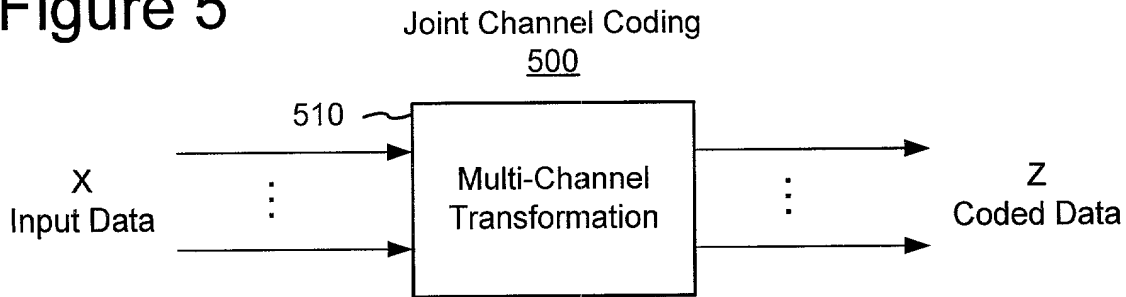 Figure 5
Joint Channel Coding
500
510
X
Input Data
Multi-Channel
Transformation
Z
Coded Data